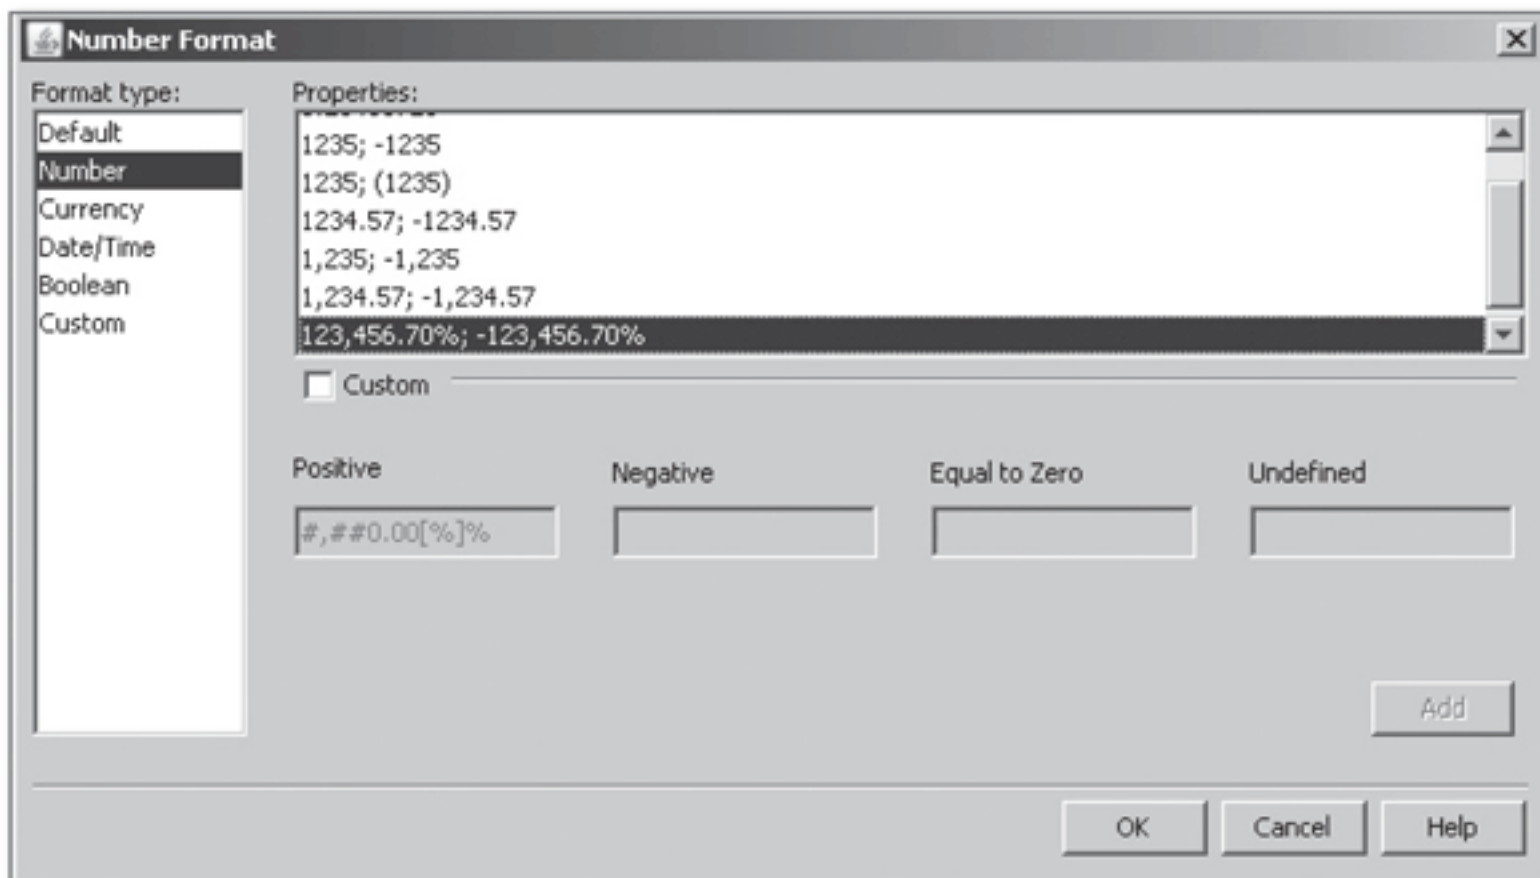 Number Format
Format type:
Default
Number
Currency
Date/Time
Boolean
Custom
Properties:
1235; -1235
1235; (1235)
1234.57; -1234.57
1,235; -1,235
1,234.57; -1,234.57
123,456.70%; -123,456.70%
Custom
Positive
Negative
Equal to Zero
Undefined
#,##0.00[%]%
Add
OK
Cancel
Help